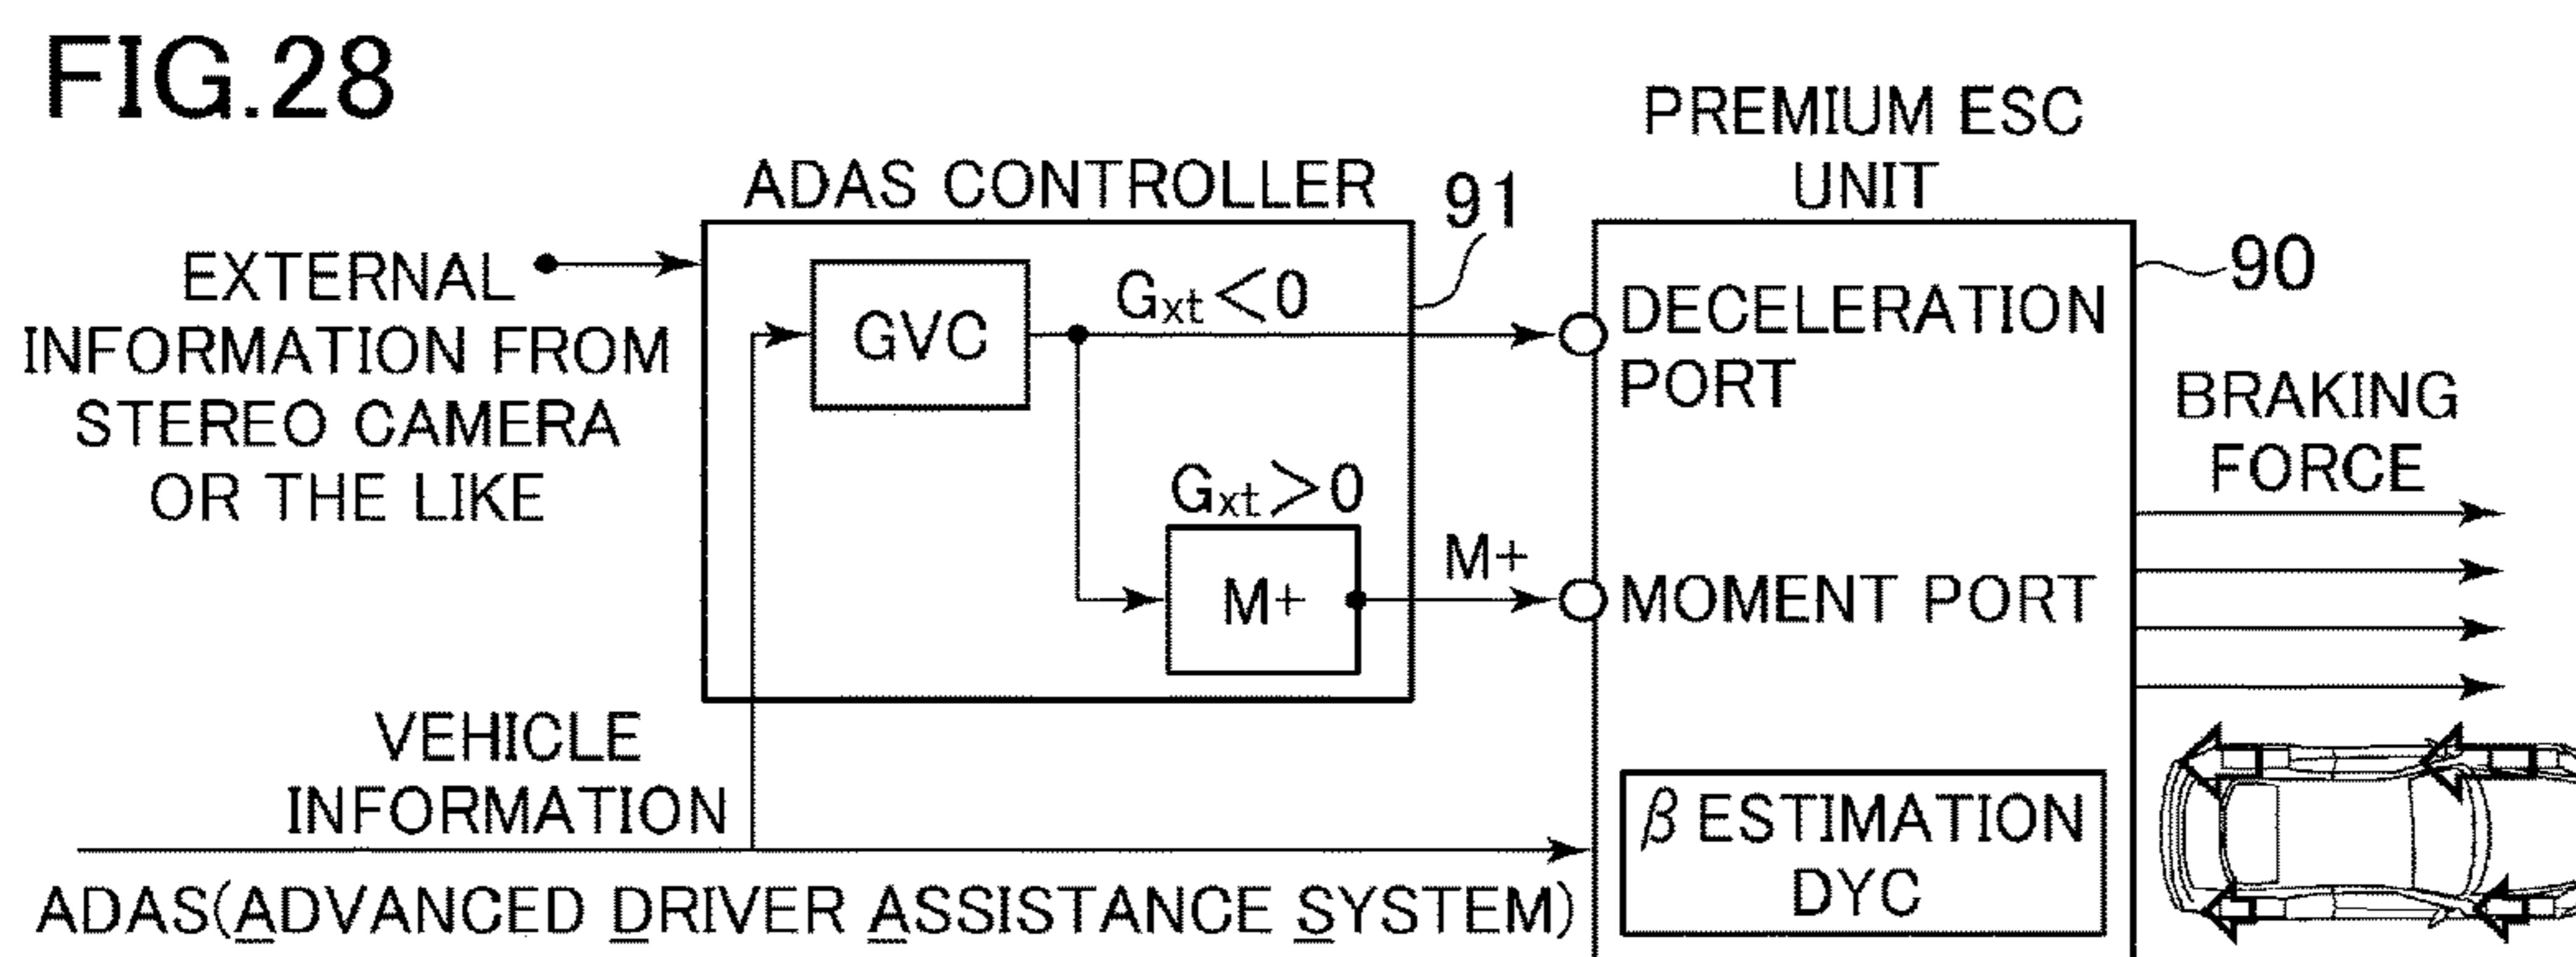 FIG.28
ADAS CONTROLLER
91
PREMIUM ESC
UNIT
90
EXTERNAL
INFORMATION FROM
STEREO CAMERA
OR THE LIKE
GVC
Gxt<0
DECELERATION
PORT
Gxt>0
M+
M+
MOMENT PORT
BRAKING
FORCE
VEHICLE
INFORMATION
β ESTIMATION
DYC
ADAS(ADVANCED DRIVER ASSISTANCE SYSTEM)